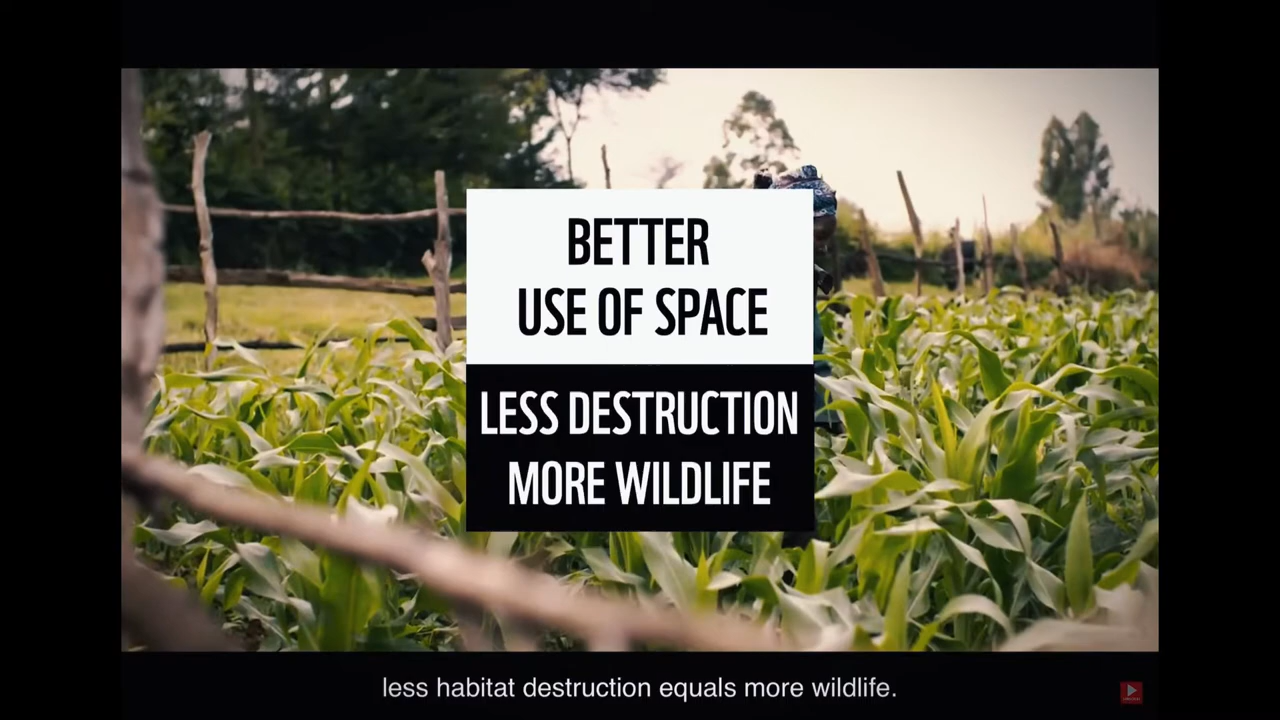 BETTER
USE OF SPACE
LESS DESTRUCTION
MORE WILDLIFE
less habitat destruction equals more wildlife.